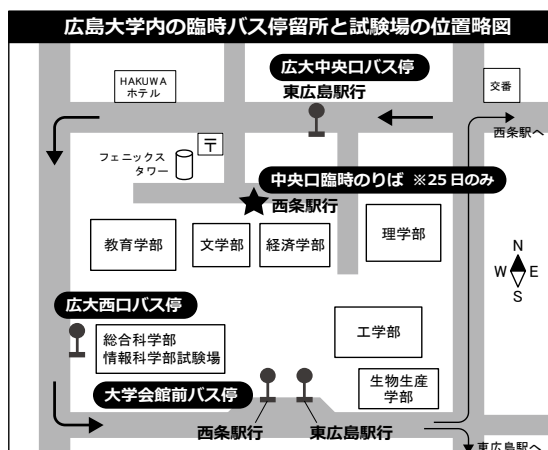 広島大学内の臨時バス停留所と試験場の位置略図
広大中央口バス停
東広島駅行
HAKUWA
ホテル
交番
西条駅へ
〒
フェニックス
タワー
中央口臨時のりば ※25日のみ
西条駅行
教育学部
文学部
経済学部
理学部
N
W E
S
広大西口バス停
総合科学部
情報科学部試験場
工学部
大学会館前バス停
生物生産
学部
西条駅行
東広島駅行
東広島駅へ